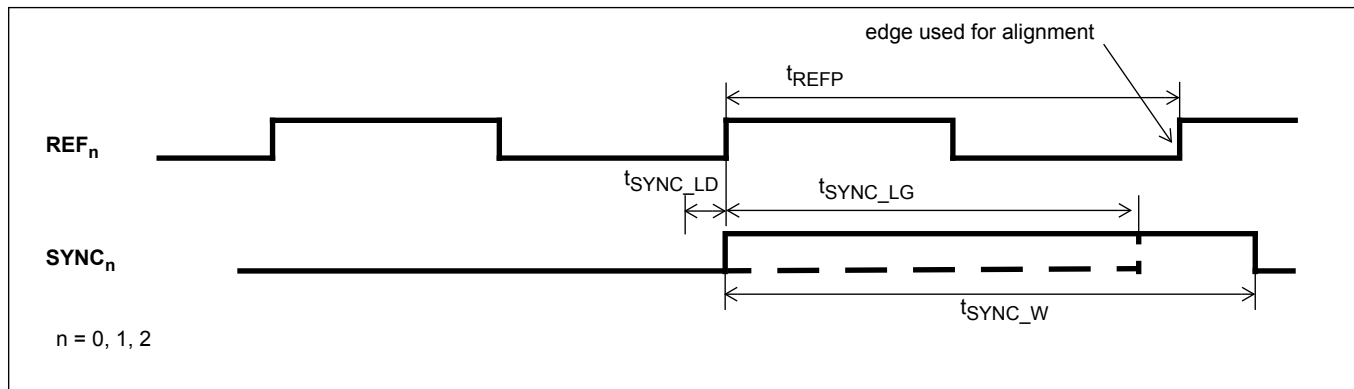 edge used for alignment
tREFP
REFn
tSYNC_LD
tSYNC_LG
SYNCn
tSYNC_W
n = 0, 1, 2